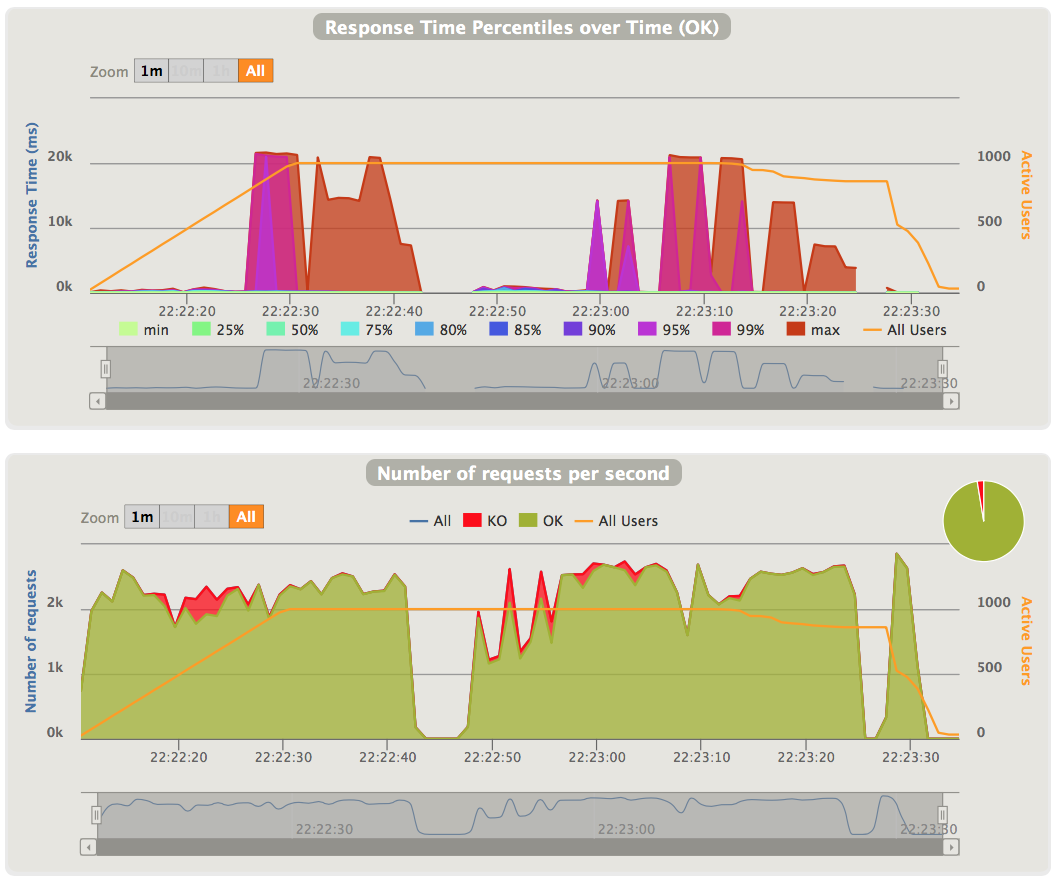 Response Time Percentiles over Time (OK)
Zoom 1m 10m 1h All
Response Time (ms)
20k
10k
0k
1000
500
0
Active Users
22:22:20 22:22:30 22:22:40 22:22:50 22:23:00 22:23:10 22:23:20 22:23:30
min 25% 50% 75% 80% 85% 90% 95% 99% max All Users
22:22:30 22:23:00 22:23:30
Number of requests per second
Zoom 1m 10m 1h All
All KO OK All Users
Number of requests
2k
1k
0k
1000
500
0
Active Users
22:22:20 22:22:30 22:22:40 22:22:50 22:23:00 22:23:10 22:23:20 22:23:30
22:22:30 22:23:00 22:23:30